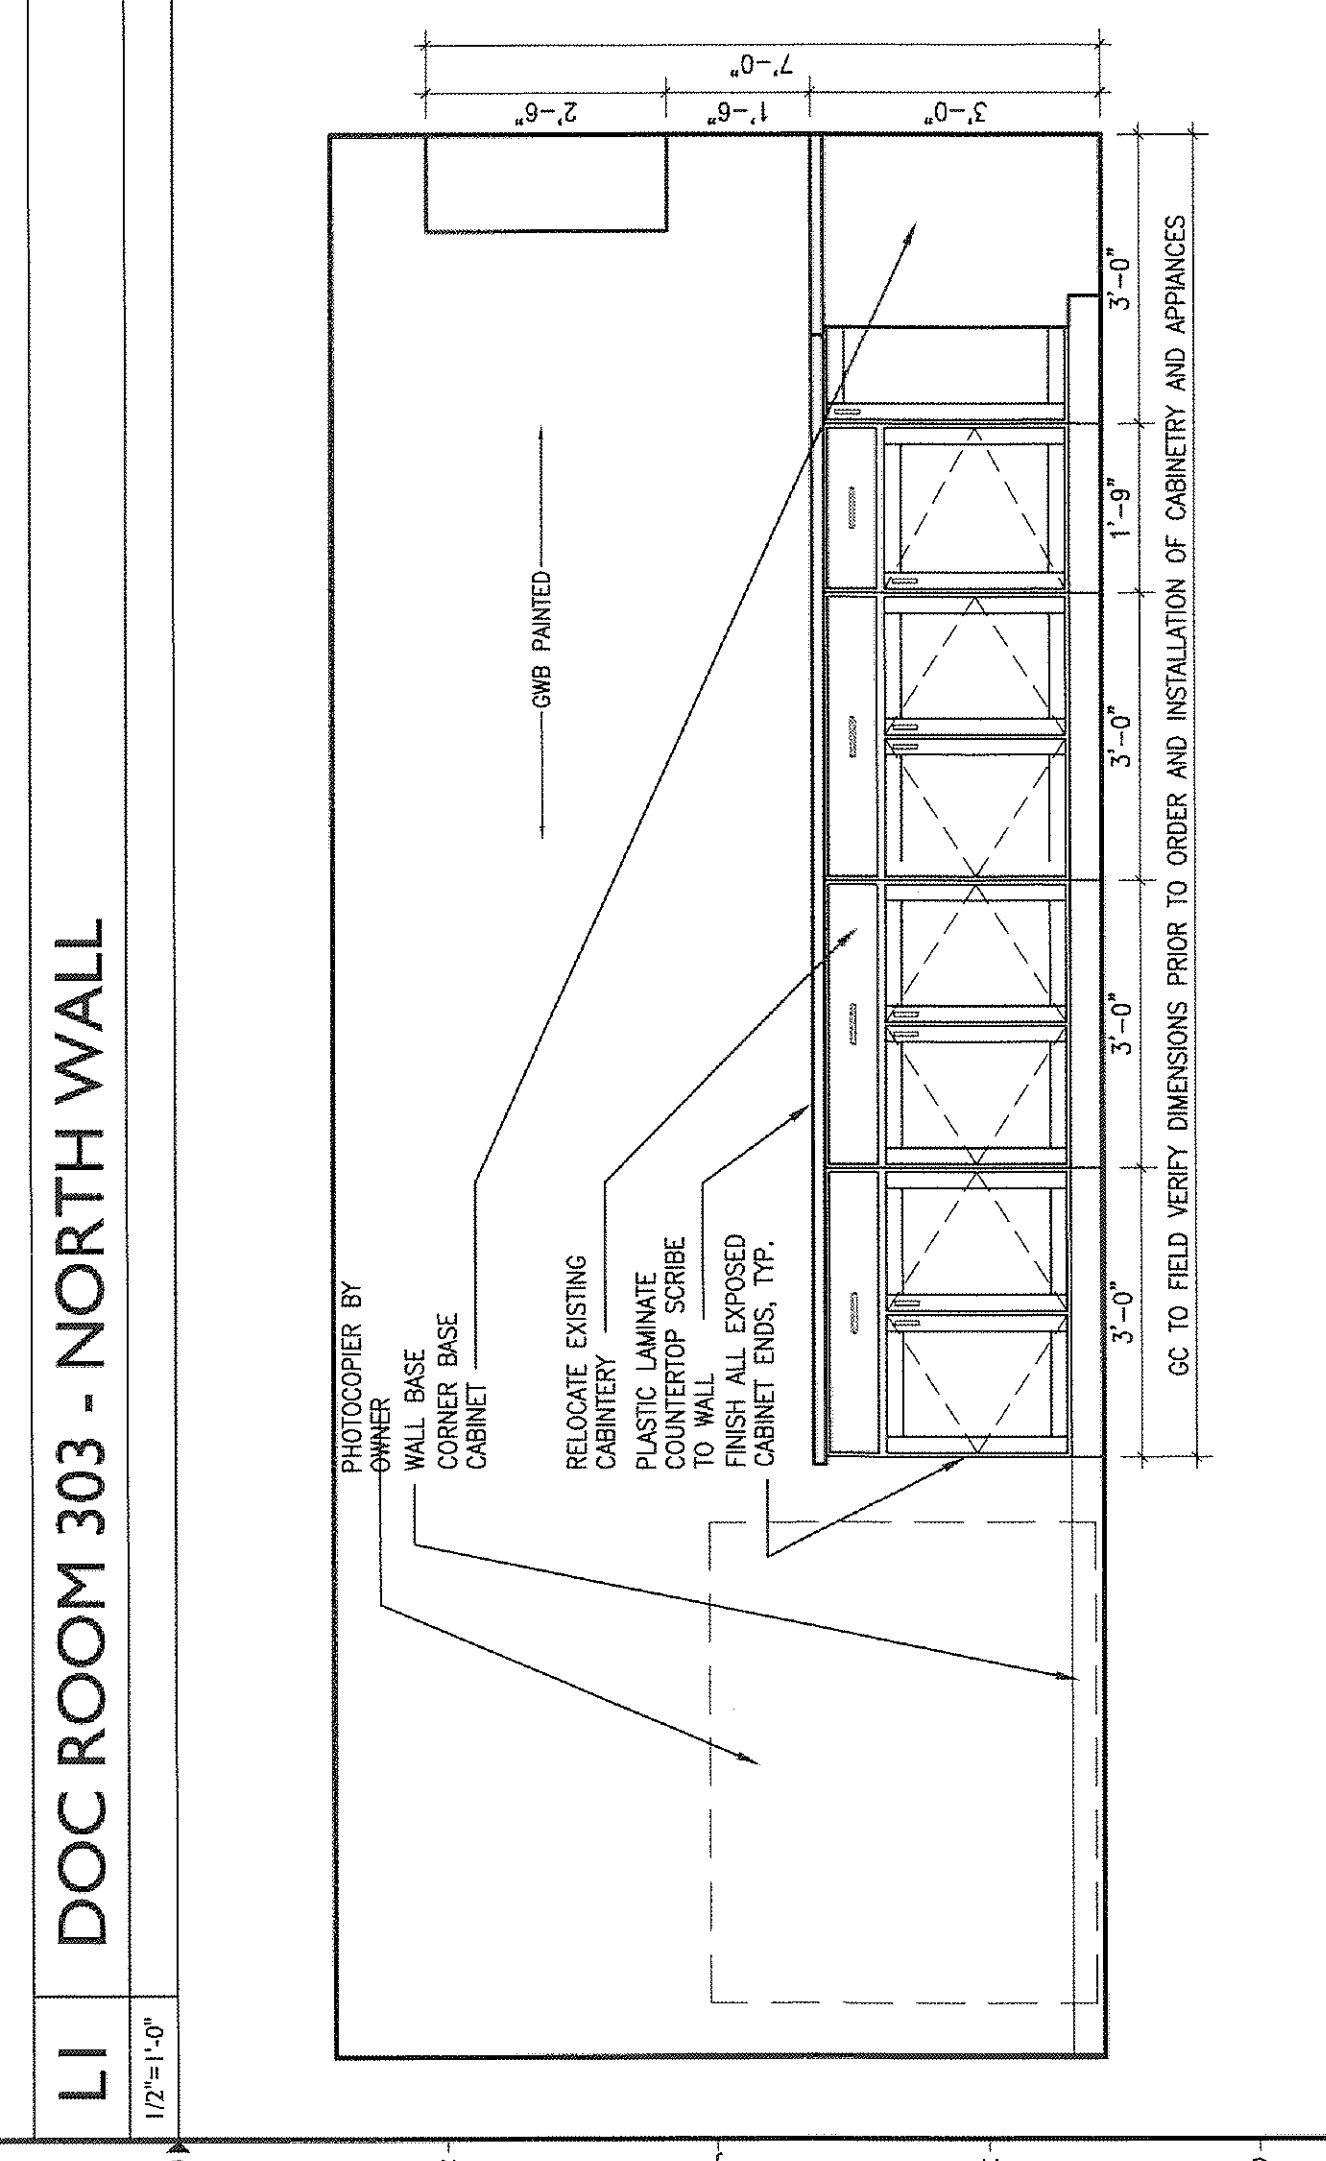 LI DOC ROOM 303 - NORTH WALL
1/2"=1'-0"
PHOTOCOPIER BY
OWNER
WALL BASE
CORNER BASE
CABINET
RELOCATE EXISTING
CABINTERY
PLASTIC LAMINATE
COUNTERTOP SCRIBE
TO WALL
FINISH ALL EXPOSED
CABINET ENDS, TYP.
GWB PAINTED
2'-6"
1'-6"
3'-0"
7'-0"
3'-0"
3'-0"
3'-0"
1'-9"
3'-0"
GC TO FIELD VERIFY DIMENSIONS PRIOR TO ORDER AND INSTALLATION OF CABINETRY AND APPIANCES